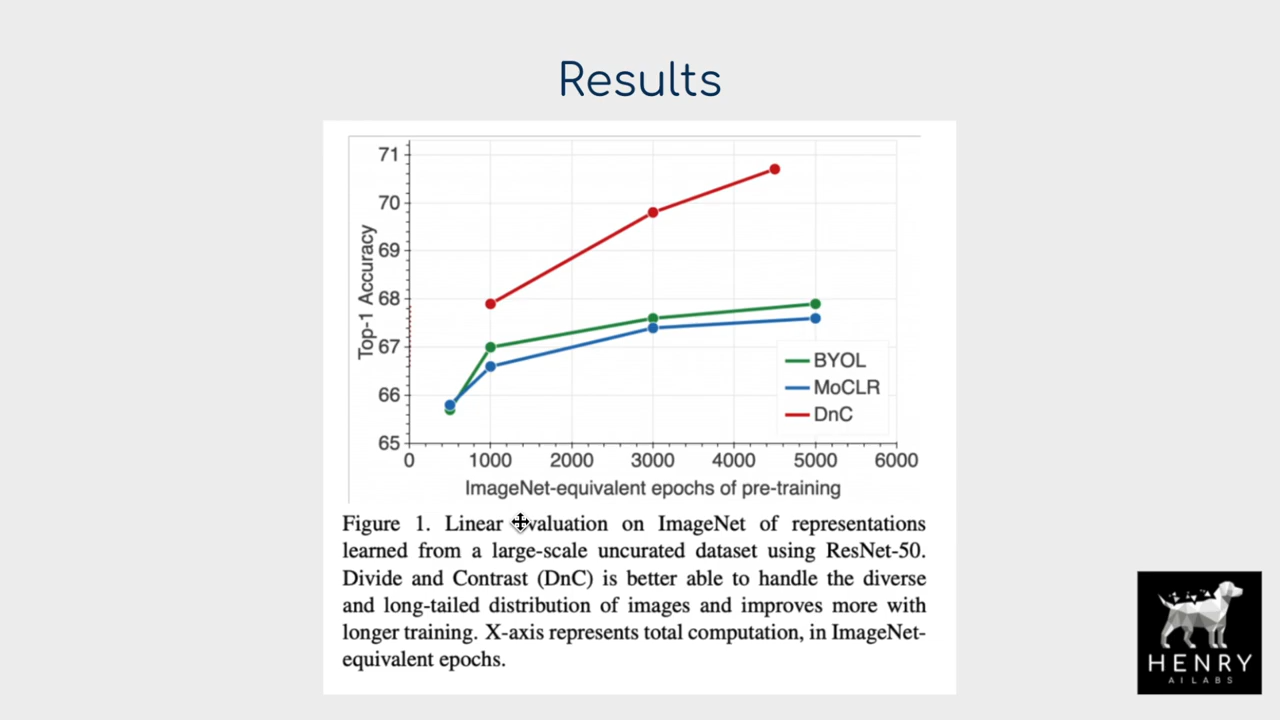 Results
71
70
69
68
67
66
65
Top-1 Accuracy
BYOL
MoCLR
DnC
0 1000 2000 3000 4000 5000 6000
ImageNet-equivalent epochs of pre-training
Figure 1. Linear valuation on ImageNet of representations
learned from a large-scale uncurated dataset using ResNet-50.
Divide and Contrast (DnC) is better able to handle the diverse
and long-tailed distribution of images and improves more with
longer training. X-axis represents total computation, in ImageNet-
equivalent epochs.
HENRY
AI LABS